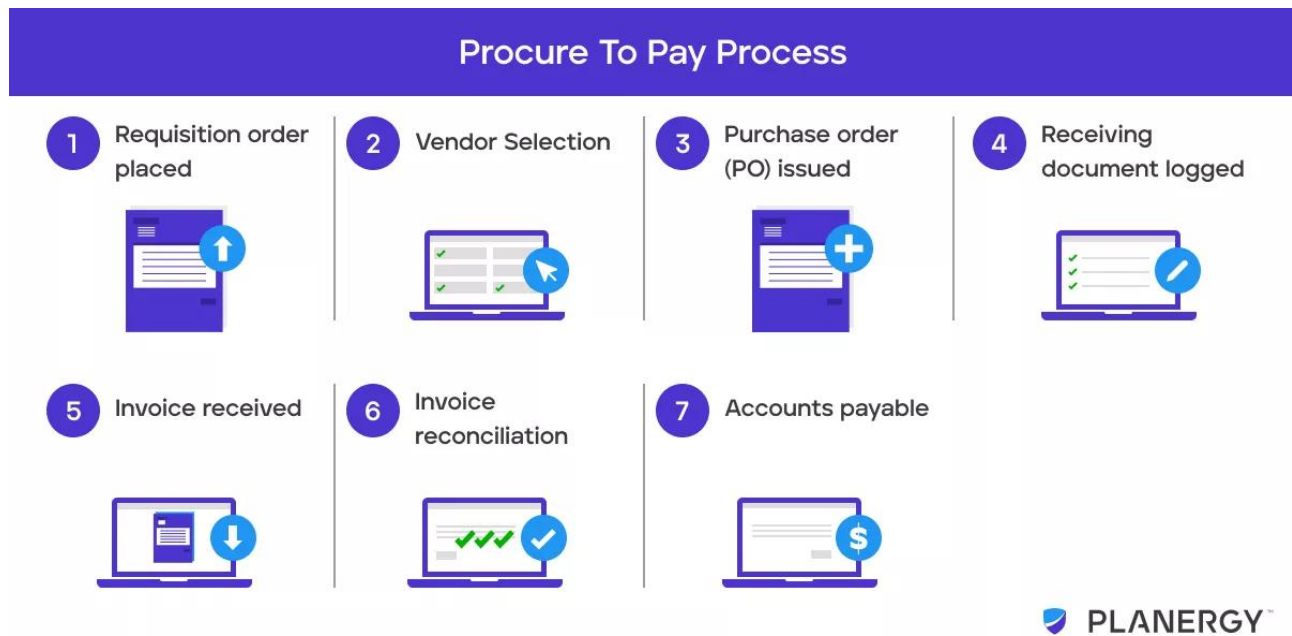 Procure To Pay Process
1
Requisition order
placed
2
Vendor Selection
3
Purchase order
(PO) issued
4
Receiving
document logged
5
Invoice received
6
Invoice
reconciliation
7
Accounts payable
$
PLANERGY™